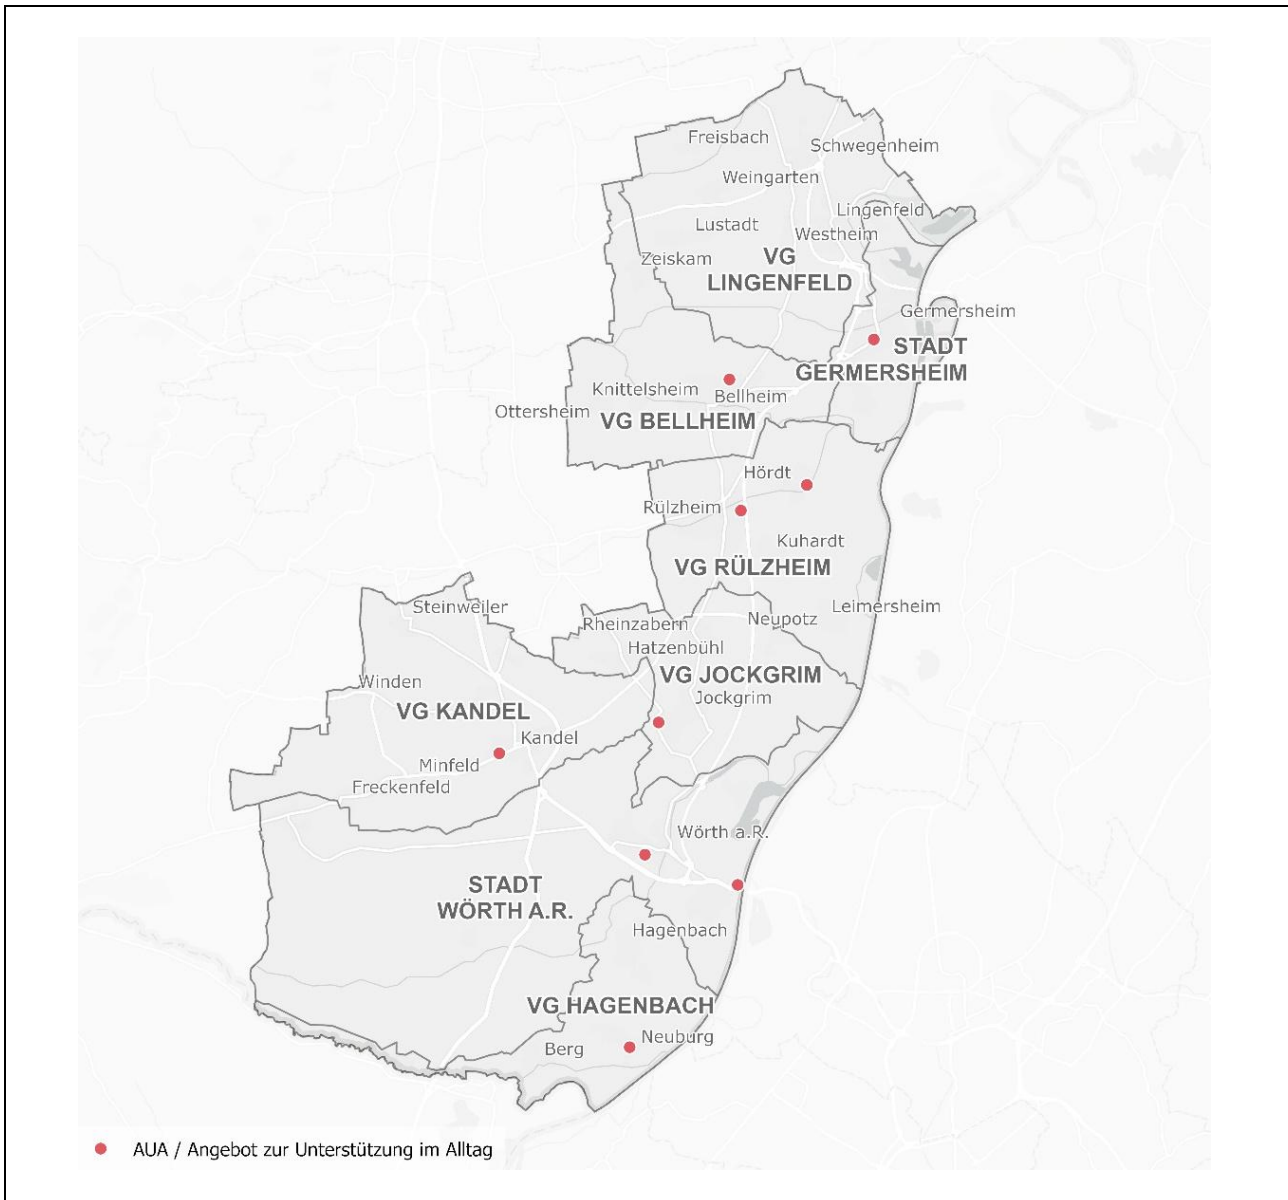 Freisbach
Schwegenheim
Weingarten
Lingenfeld
Lustadt
Westheim
Zeiskam
VG
LINGENFELD
Germersheim
STADT
GERMERSHEIM
Knittelsheim
Bellheim
Ottersheim
VG BELLHEIM
Hördt
Rülzheim
Kuhardt
VG RÜLZHEIM
Steinweiler
Leimersheim
Rheinzabern
Neupotz
Hatzenbühl
VG JOCKGRIM
Jockgrim
Winden
VG KANDEL
Kandel
Minfeld
Freckenfeld
Wörth a.R.
STADT
WÖRTH A.R.
Hagenbach
VG HAGENBACH
Neuburg
Berg
AUA / Angebot zur Unterstützung im Alltag